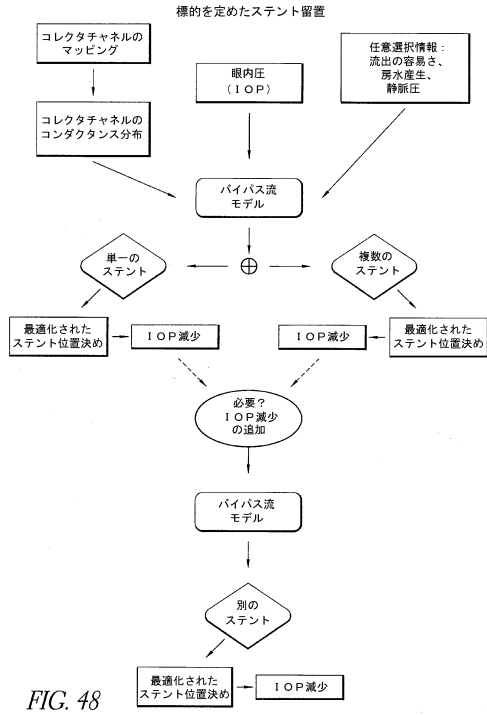 標的を定めたステント留置
コレクタチャネルの
マッピング
眼内圧
（ＩＯＰ）
任意選択情報：
流出の容易さ、
房水産生、
静脈圧
コレクタチャネルの
コンダクタンス分布
バイパス流
モデル
単一の
ステント
複数の
ステント
最適化された
ステント位置決め
ＩＯＰ減少
ＩＯＰ減少
最適化された
ステント位置決め
必要？
ＩＯＰ減少
の追加
バイパス流
モデル
別の
ステント
最適化された
ステント位置決め
ＩＯＰ減少
FIG. 48